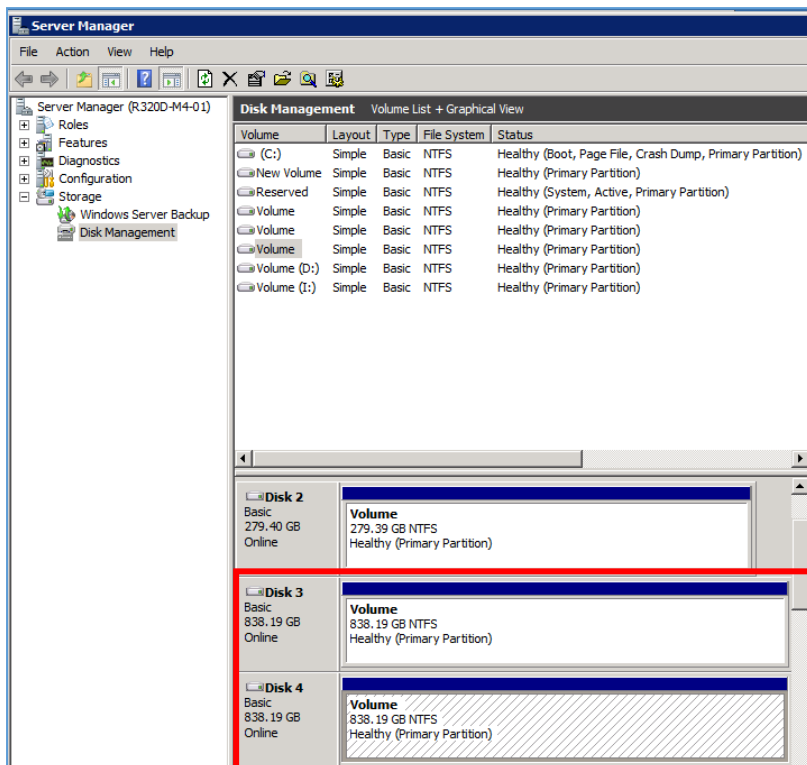 Server Manager
File Action View Help
Server Manager (R320D-M4-01)
Roles
Features
Diagnostics
Configuration
Storage
Windows Server Backup
Disk Management
Disk Management Volume List + Graphical View
Volume Layout Type File System Status
(C:) Simple Basic NTFS Healthy (Boot, Page File, Crash Dump, Primary Partition)
New Volume Simple Basic NTFS Healthy (Primary Partition)
Reserved Simple Basic NTFS Healthy (System, Active, Primary Partition)
Volume Simple Basic NTFS Healthy (Primary Partition)
Volume Simple Basic NTFS Healthy (Primary Partition)
Volume Simple Basic NTFS Healthy (Primary Partition)
Volume (D:) Simple Basic NTFS Healthy (Primary Partition)
Volume (I:) Simple Basic NTFS Healthy (Primary Partition)
Disk 2
Basic
279.40 GB
Online
Volume
279.39 GB NTFS
Healthy (Primary Partition)
Disk 3
Basic
838.19 GB
Online
Volume
838.19 GB NTFS
Healthy (Primary Partition)
Disk 4
Basic
838.19 GB
Online
Volume
838.19 GB NTFS
Healthy (Primary Partition)